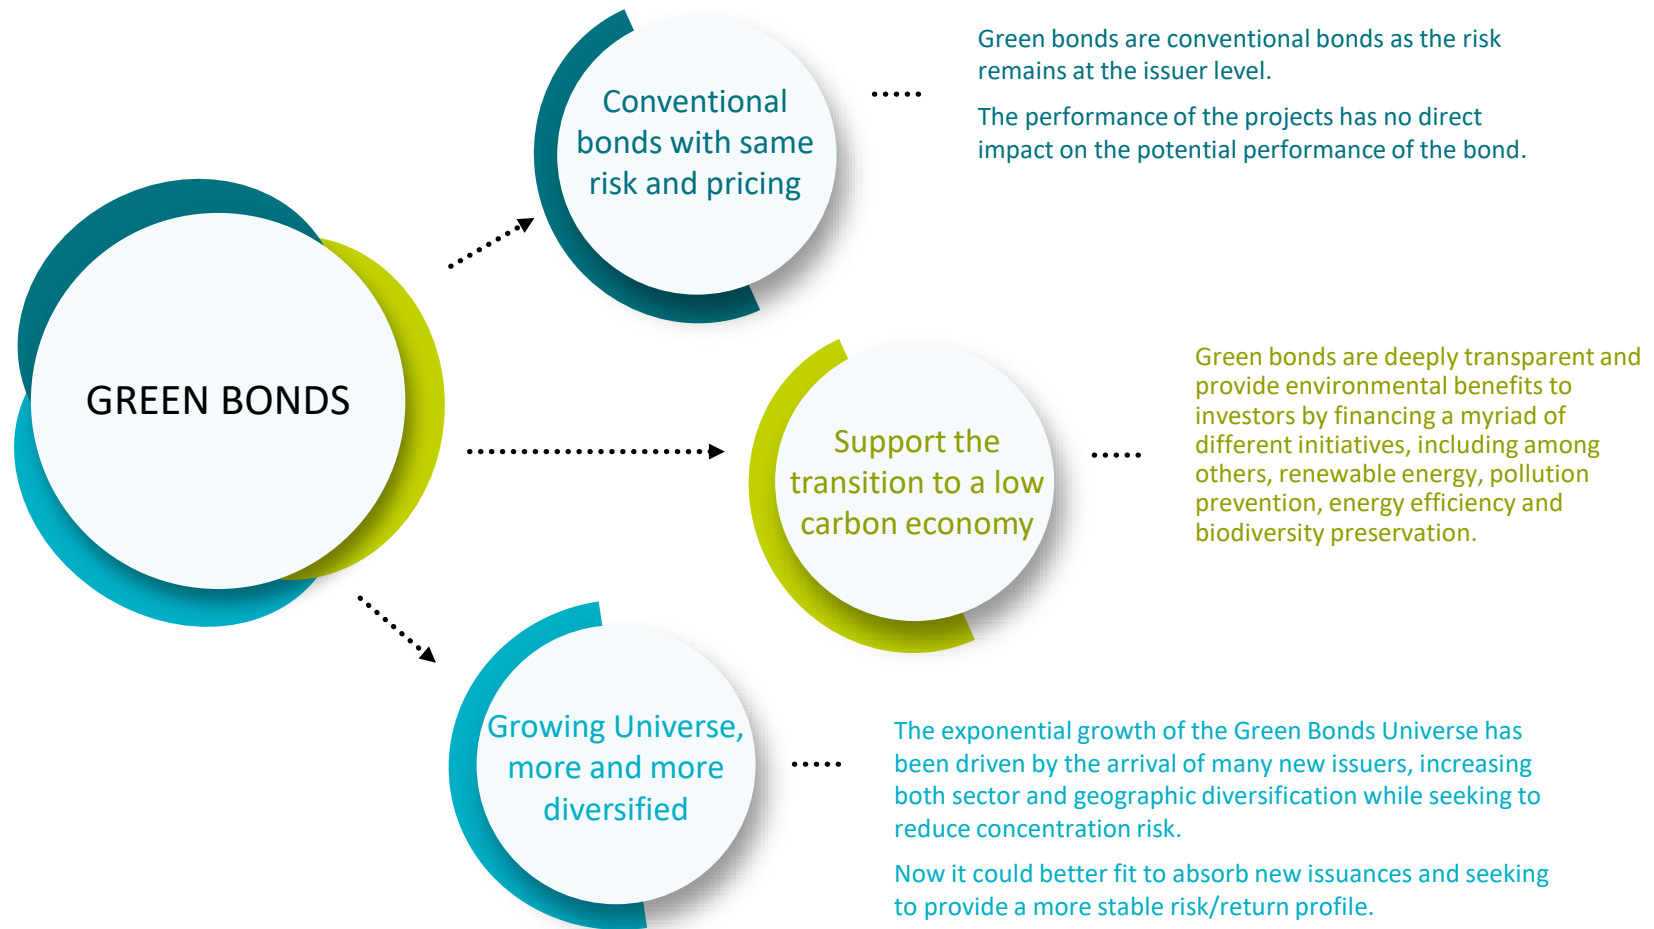 GREEN BONDS
Conventional
bonds with same
risk and pricing
Green bonds are conventional bonds as the risk
remains at the issuer level.
The performance of the projects has no direct
impact on the potential performance of the bond.
Support the
transition to a low
carbon economy
Green bonds are deeply transparent and
provide environmental benefits to
investors by financing a myriad of
different initiatives, including among
others, renewable energy, pollution
prevention, energy efficiency and
biodiversity preservation.
Growing Universe,
more and more
diversified
The exponential growth of the Green Bonds Universe has
been driven by the arrival of many new issuers, increasing
both sector and geographic diversification while seeking to
reduce concentration risk.
Now it could better fit to absorb new issuances and seeking
to provide a more stable risk/return profile.